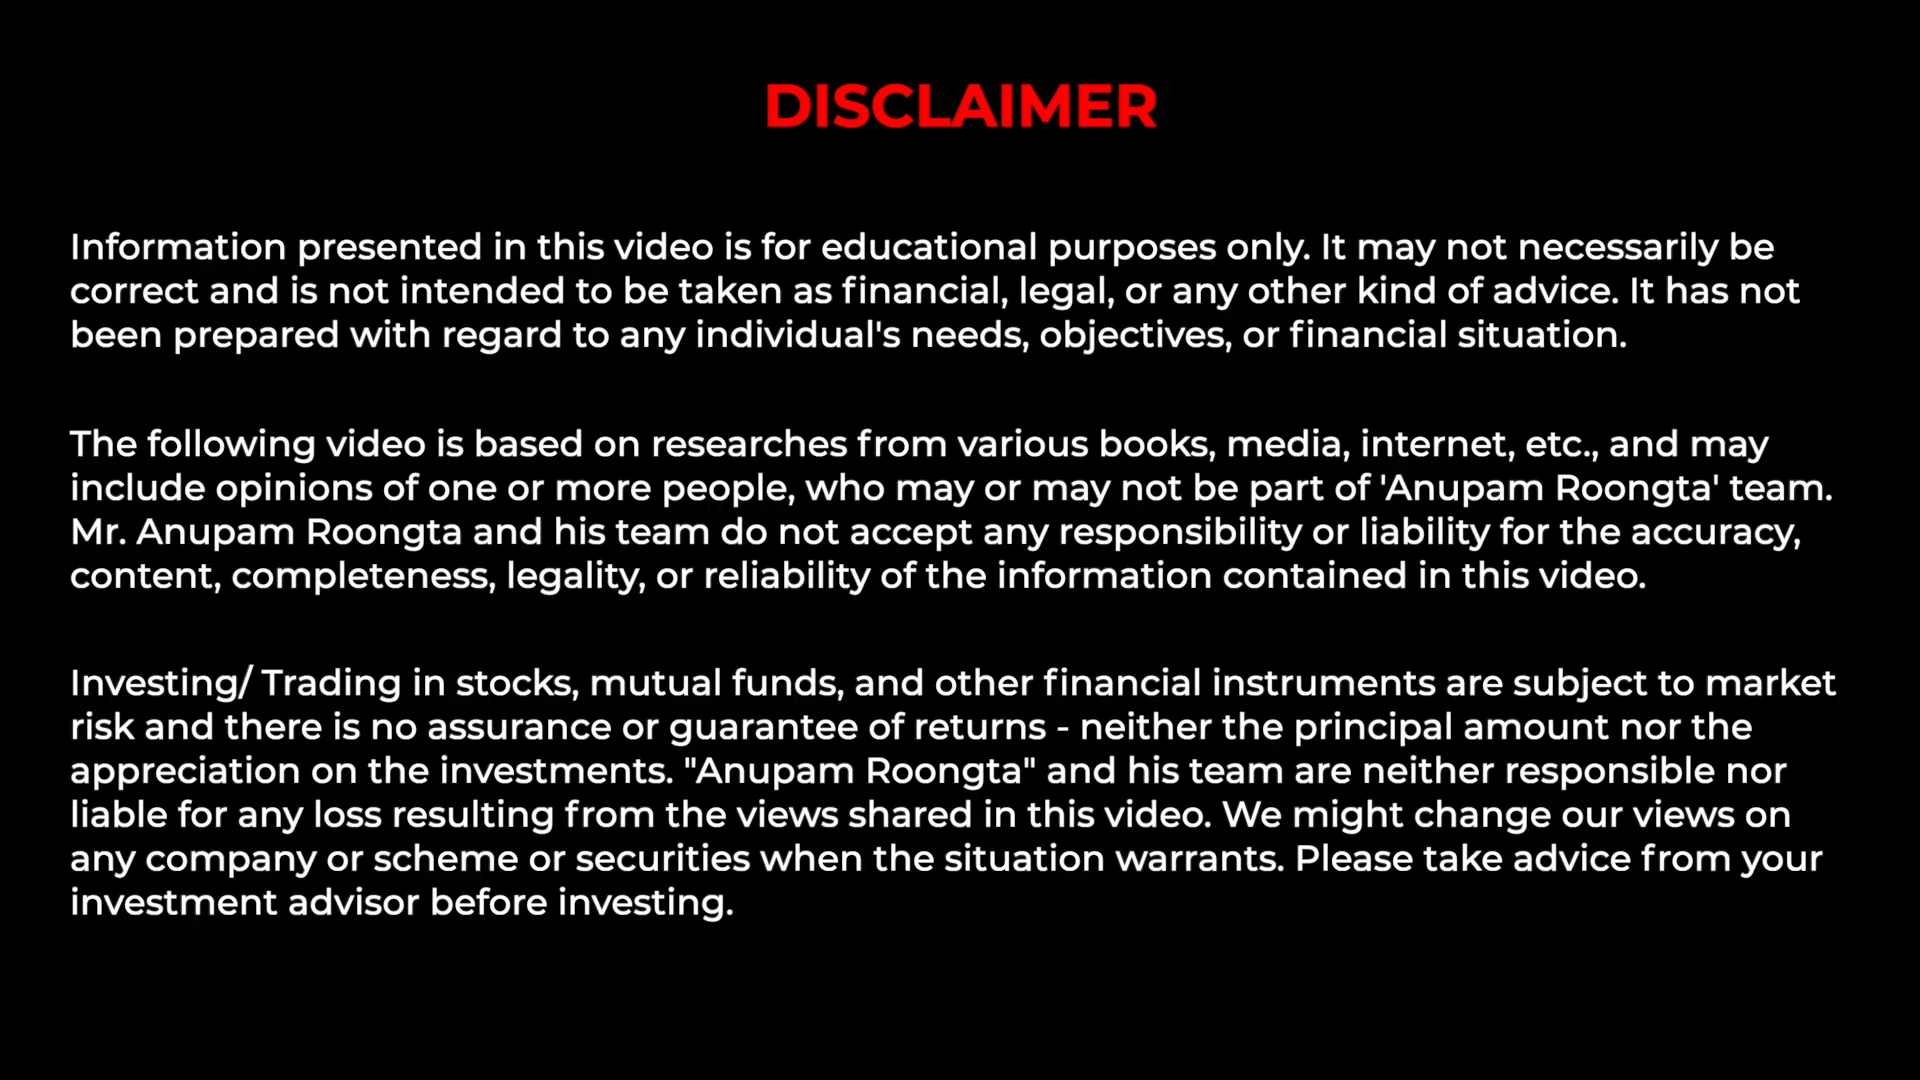 DISCLAIMER
Information presented in this video is for educational purposes only. It may not necessarily be
correct and is not intended to be taken as financial, legal, or any other kind of advice. It has not
been prepared with regard to any individual's needs, objectives, or financial situation.
The following video is based on researches from various books, media, internet, etc., and may
include opinions of one or more people, who may or may not be part of 'Anupam Roongta' team.
Mr. Anupam Roongta and his team do not accept any responsibility or liability for the accuracy,
content, completeness, legality, or reliability of the information contained in this video.
Investing/ Trading in stocks, mutual funds, and other financial instruments are subject to market
risk and there is no assurance or guarantee of returns - neither the principal amount nor the
appreciation on the investments. "Anupam Roongta" and his team are neither responsible nor
liable for any loss resulting from the views shared in this video. We might change our views on
any company or scheme or securities when the situation warrants. Please take advice from your
investment advisor before investing.